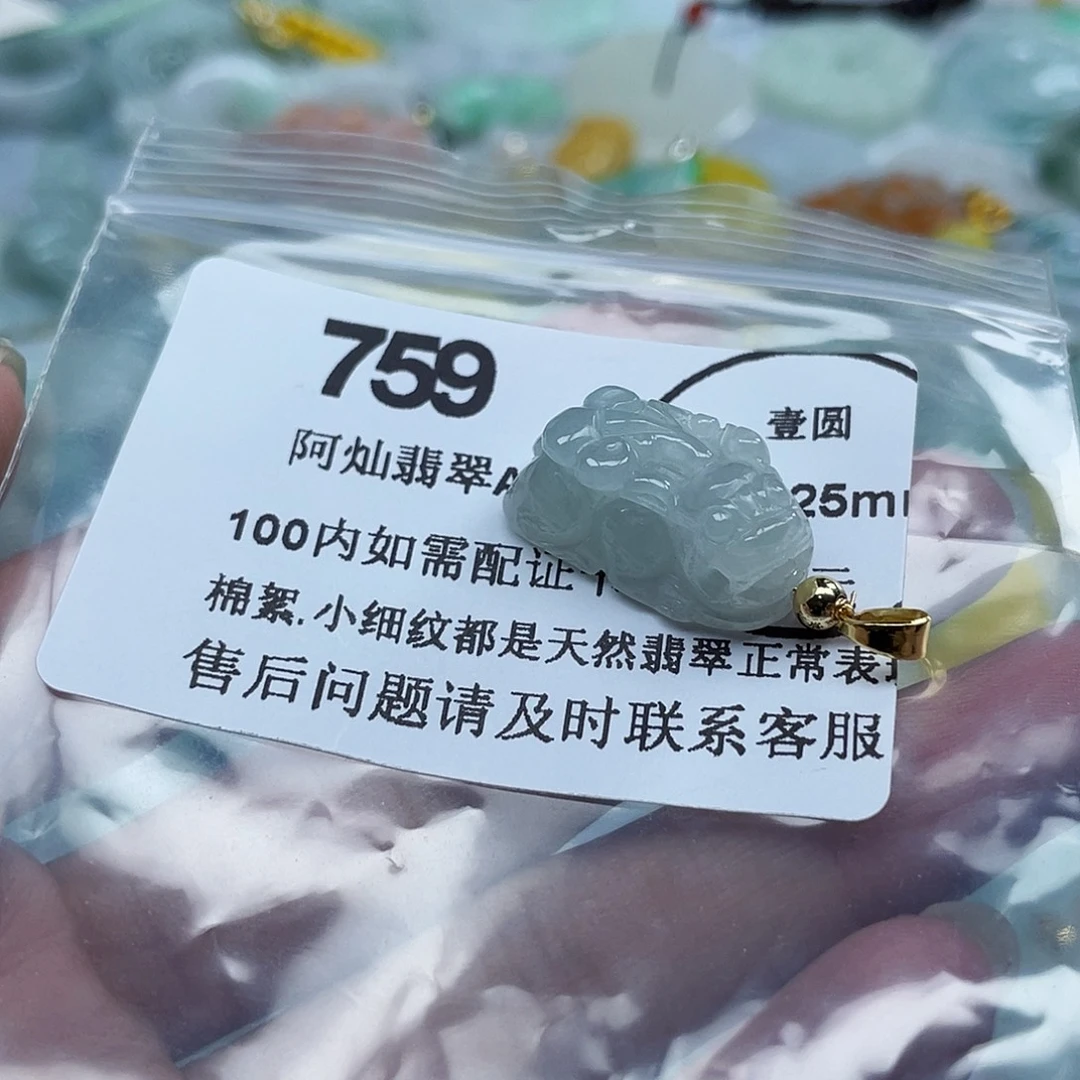 759
阿灿翡翠A
壹圆
25mm
100内如需配证
棉絮.小细纹都是天然翡翠正常表
售后问题请及时联系客服